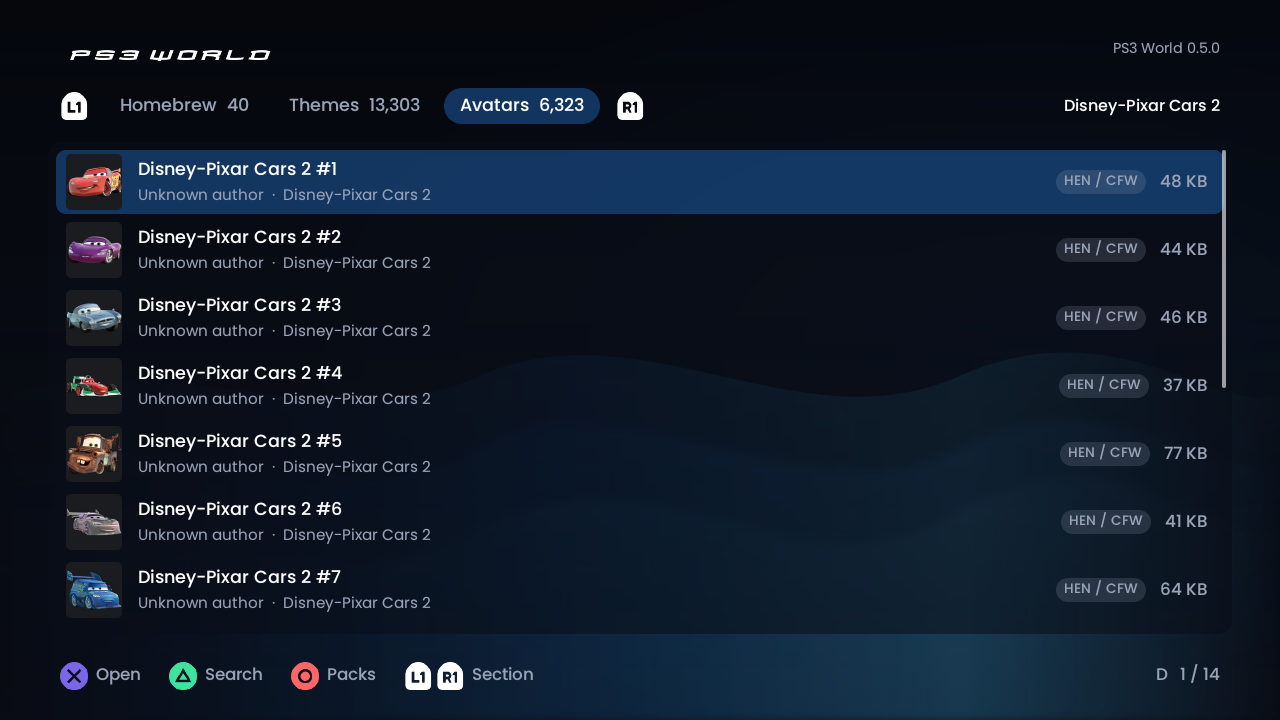 PS3 WORLD
PS3 World 0.5.0
L1 Homebrew 40 Themes 13,303 Avatars 6,323 R1 Disney-Pixar Cars 2
Disney-Pixar Cars 2 #1
Unknown author · Disney-Pixar Cars 2 HEN / CFW 48 KB
Disney-Pixar Cars 2 #2
Unknown author · Disney-Pixar Cars 2 HEN / CFW 44 KB
Disney-Pixar Cars 2 #3
Unknown author · Disney-Pixar Cars 2 HEN / CFW 46 KB
Disney-Pixar Cars 2 #4
Unknown author · Disney-Pixar Cars 2 HEN / CFW 37 KB
Disney-Pixar Cars 2 #5
Unknown author · Disney-Pixar Cars 2 HEN / CFW 77 KB
Disney-Pixar Cars 2 #6
Unknown author · Disney-Pixar Cars 2 HEN / CFW 41 KB
Disney-Pixar Cars 2 #7
Unknown author · Disney-Pixar Cars 2 HEN / CFW 64 KB
Open Search Packs L1 R1 Section D 1 / 14